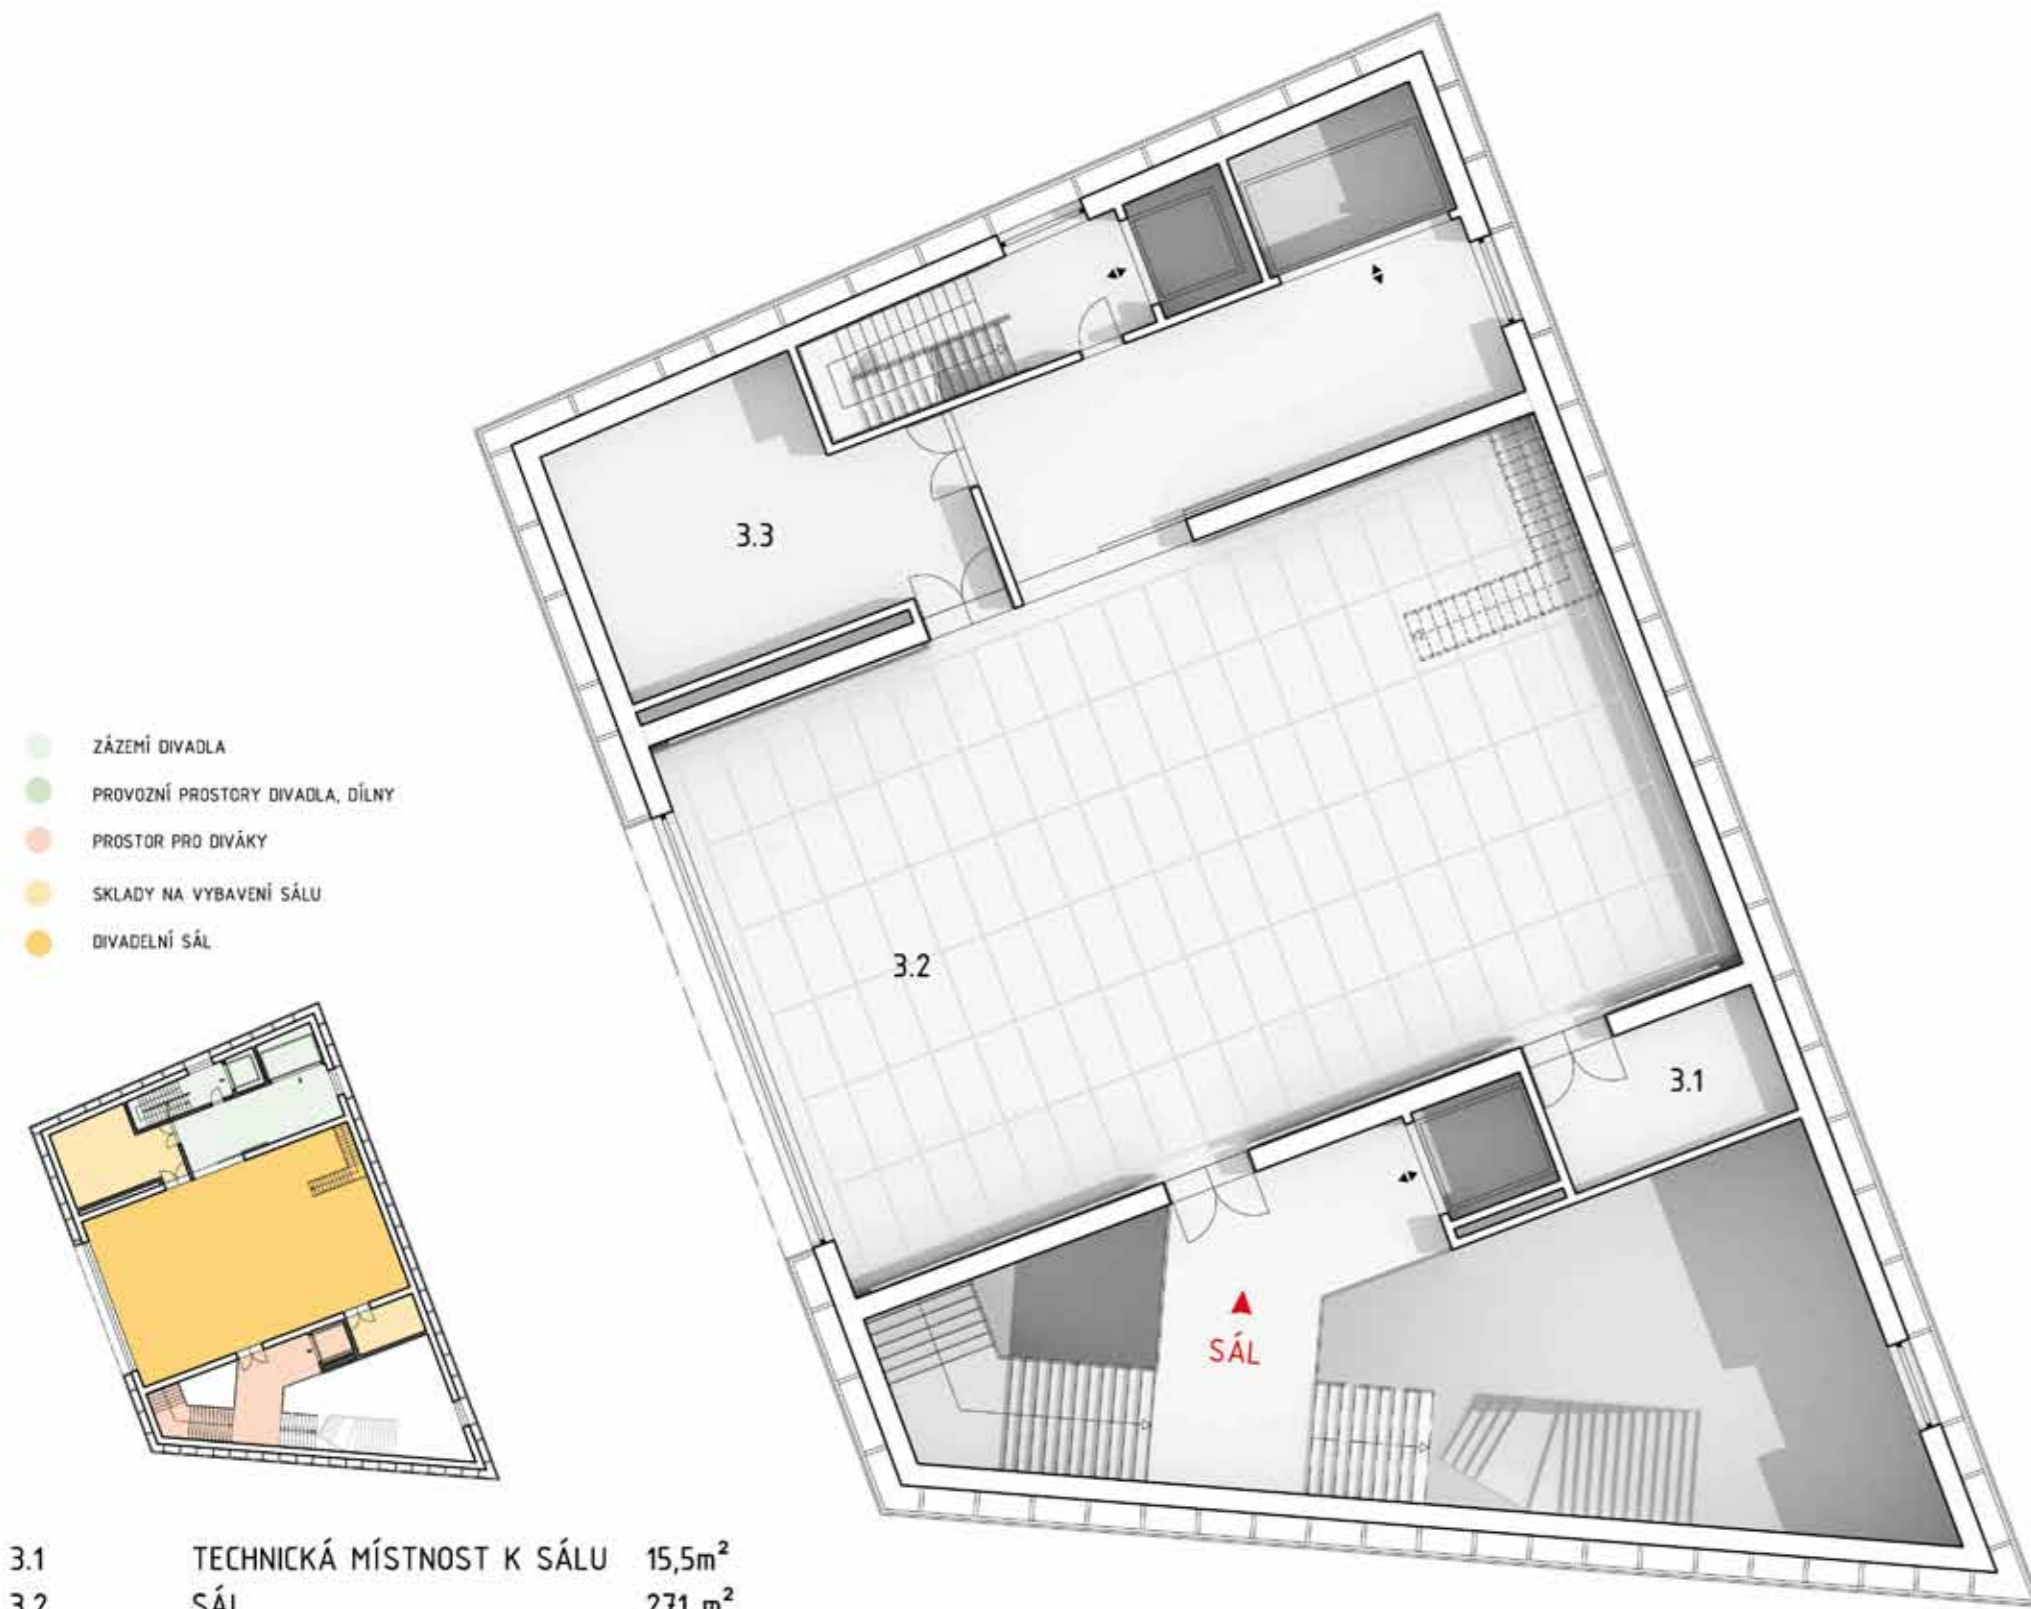 3.3
3.2
3.1
SÁL
ZÁZEMÍ DIVADLA
PROVOZNÍ PROSTORY DIVADLA, DÍLNY
PROSTOR PRO DIVÁKY
SKLADY NA VYBAVENÍ SÁLU
DIVADELNÍ SÁL
3.1 TECHNICKÁ MÍSTNOST K SÁLU 15,5m²
3.2 SÁL 271 m²